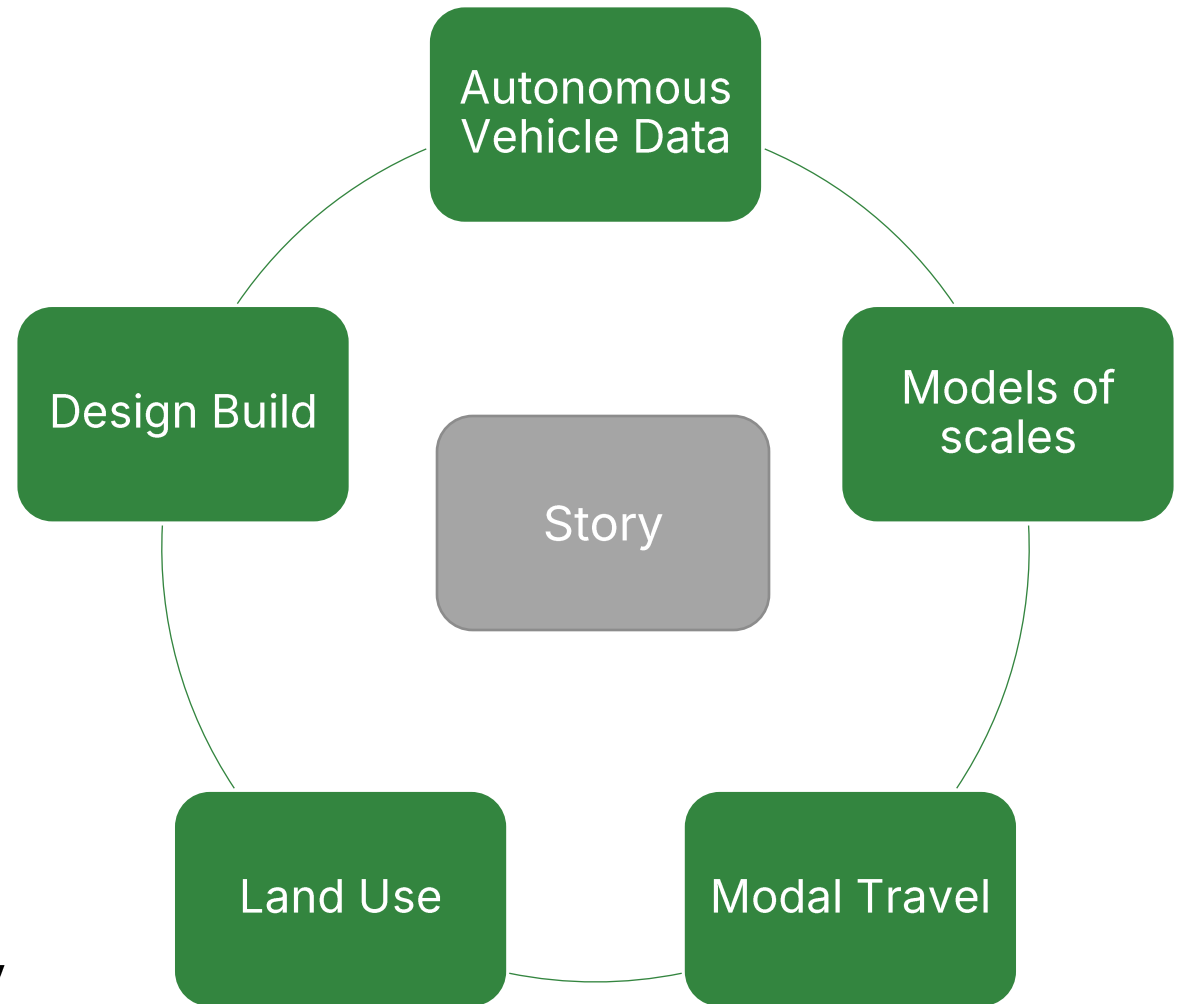 Autonomous
Vehicle Data
Design Build
Models of
scales
Story
Land Use
Modal Travel